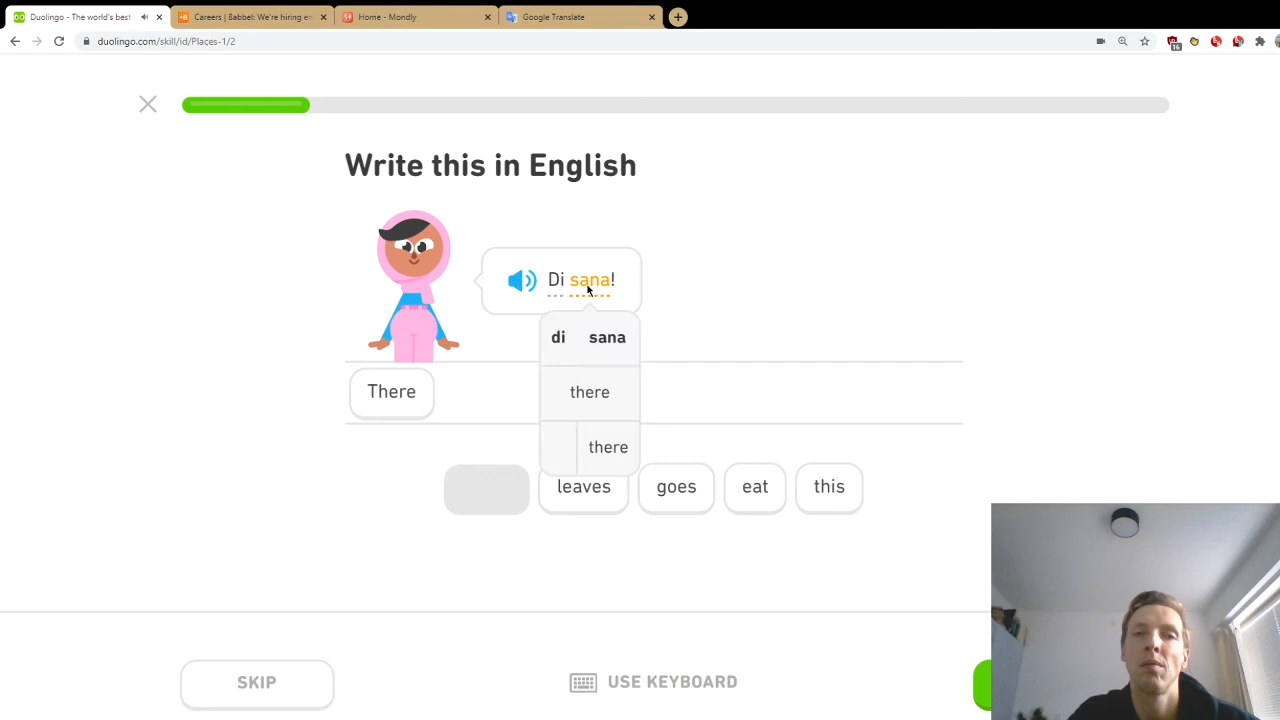 Duolingo - The world's best
Careers | Babbel: We're hiring en
Home - Mondly
Google Translate
duolingo.com/skill/id/Places-1/2
16
Write this in English
Di sana!
di sana
there
there
There
leaves goes eat this
SKIP
USE KEYBOARD